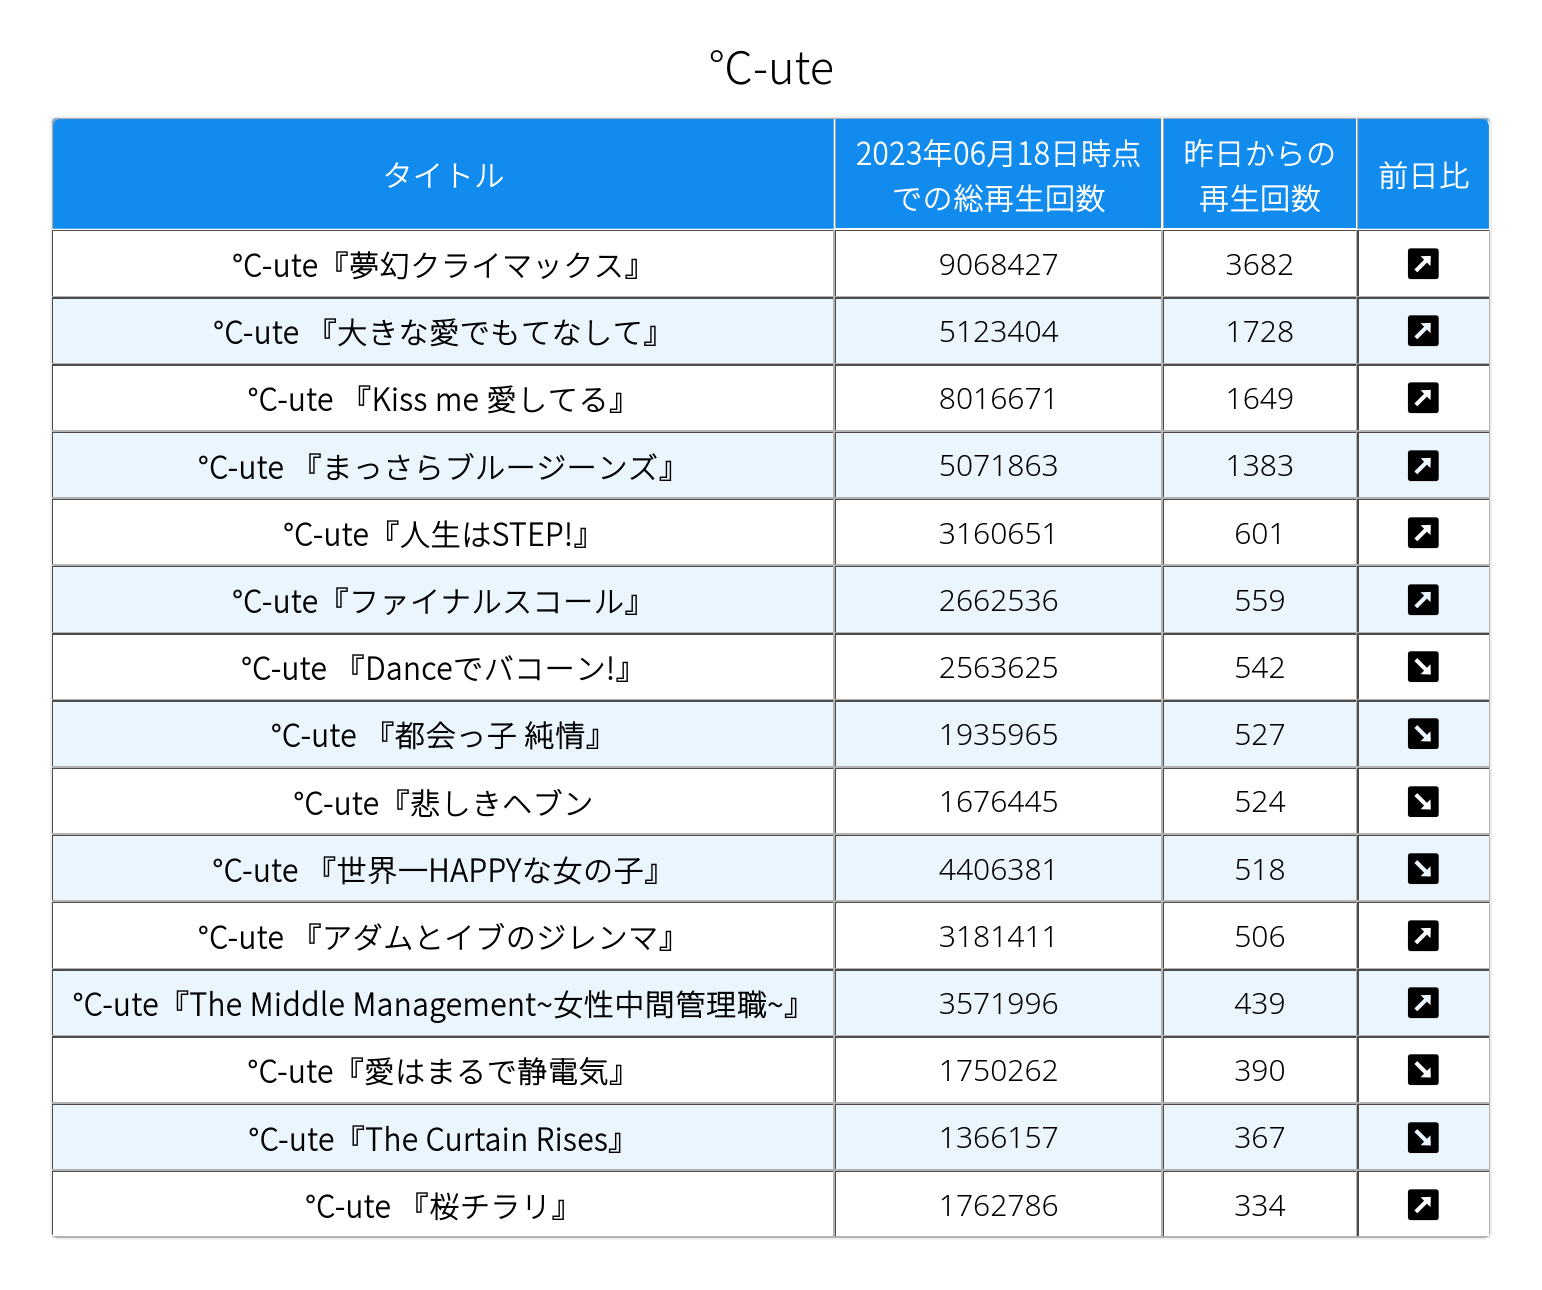 ℃-ute
タイトル
2023年06月18日時点
での総再生回数
昨日からの
再生回数
前日比
℃-ute『夢幻クライマックス』 9068427 3682 ↗
℃-ute 『大きな愛でもてなして』 5123404 1728 ↗
℃-ute 『Kiss me 愛してる』 8016671 1649 ↗
℃-ute 『まっさらブルージーンズ』 5071863 1383 ↗
℃-ute『人生はSTEP!』 3160651 601 ↗
℃-ute『ファイナルスコール』 2662536 559 ↗
℃-ute 『Danceでバコーン!』 2563625 542 ↘
℃-ute 『都会っ子 純情』 1935965 527 ↘
℃-ute『悲しきヘブン 1676445 524 ↘
℃-ute 『世界一HAPPYな女の子』 4406381 518 ↘
℃-ute 『アダムとイブのジレンマ』 3181411 506 ↗
℃-ute『The Middle Management~女性中間管理職~』 3571996 439 ↗
℃-ute『愛はまるで静電気』 1750262 390 ↘
℃-ute『The Curtain Rises』 1366157 367 ↘
℃-ute 『桜チラリ』 1762786 334 ↗